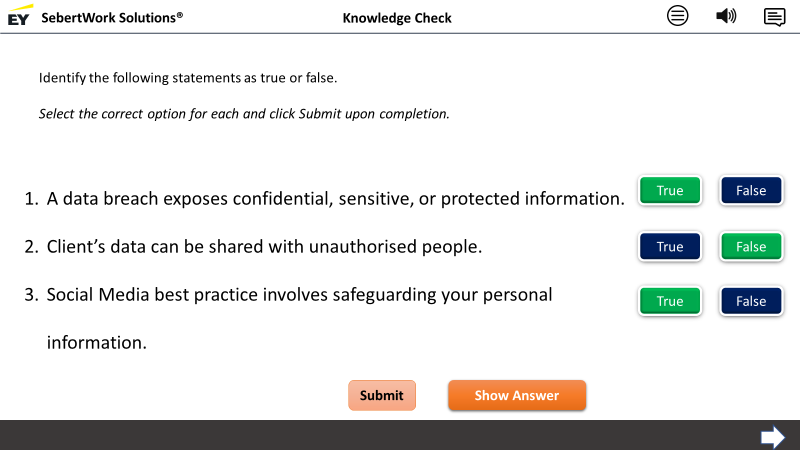 EY SebertWork Solutions® Knowledge Check
Identify the following statements as true or false.
Select the correct option for each and click Submit upon completion.
1. A data breach exposes confidential, sensitive, or protected information. True False
2. Client’s data can be shared with unauthorised people. True False
3. Social Media best practice involves safeguarding your personal True False
information.
Submit Show Answer